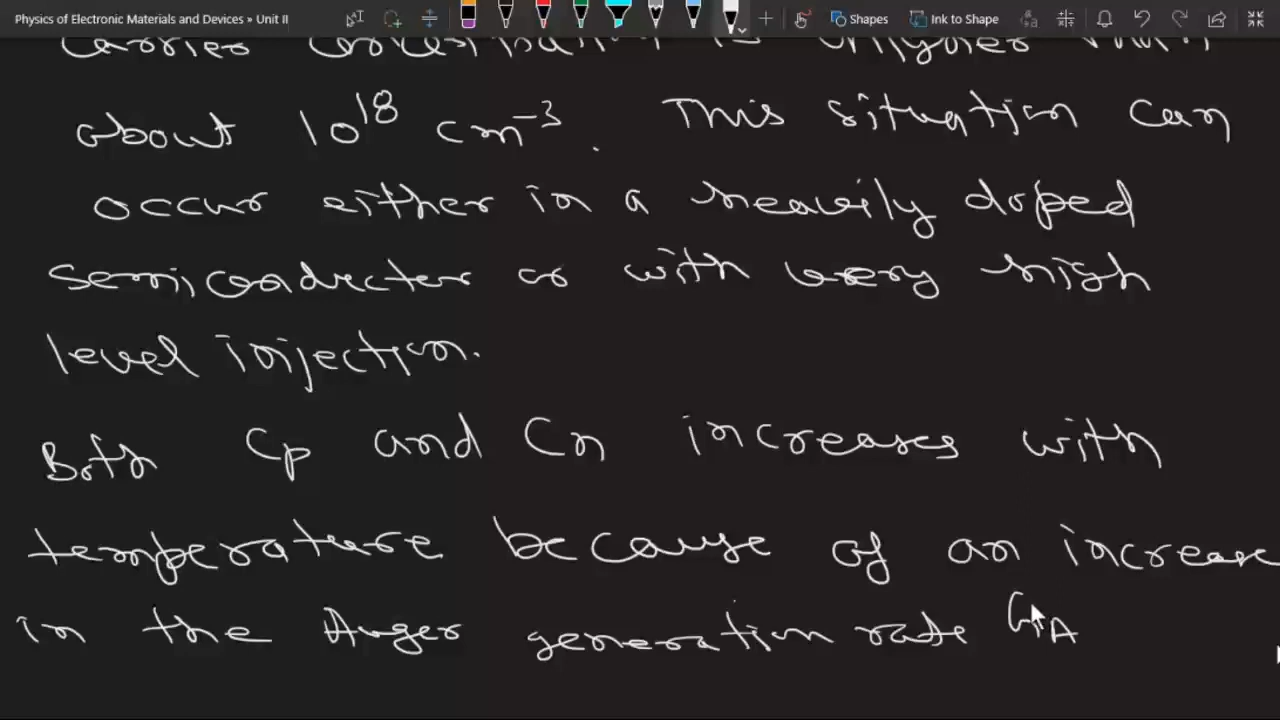 Physics of Electronic Materials and Devices » Unit II
Shapes
Ink to Shape
carrier
about 10^18 cm^-3. This situation can
occur either in a heavily doped
semiconductor or with very high
level injection.
Both Cp and Cn increases with
temperature because of an increase
in the Auger generation rate GA